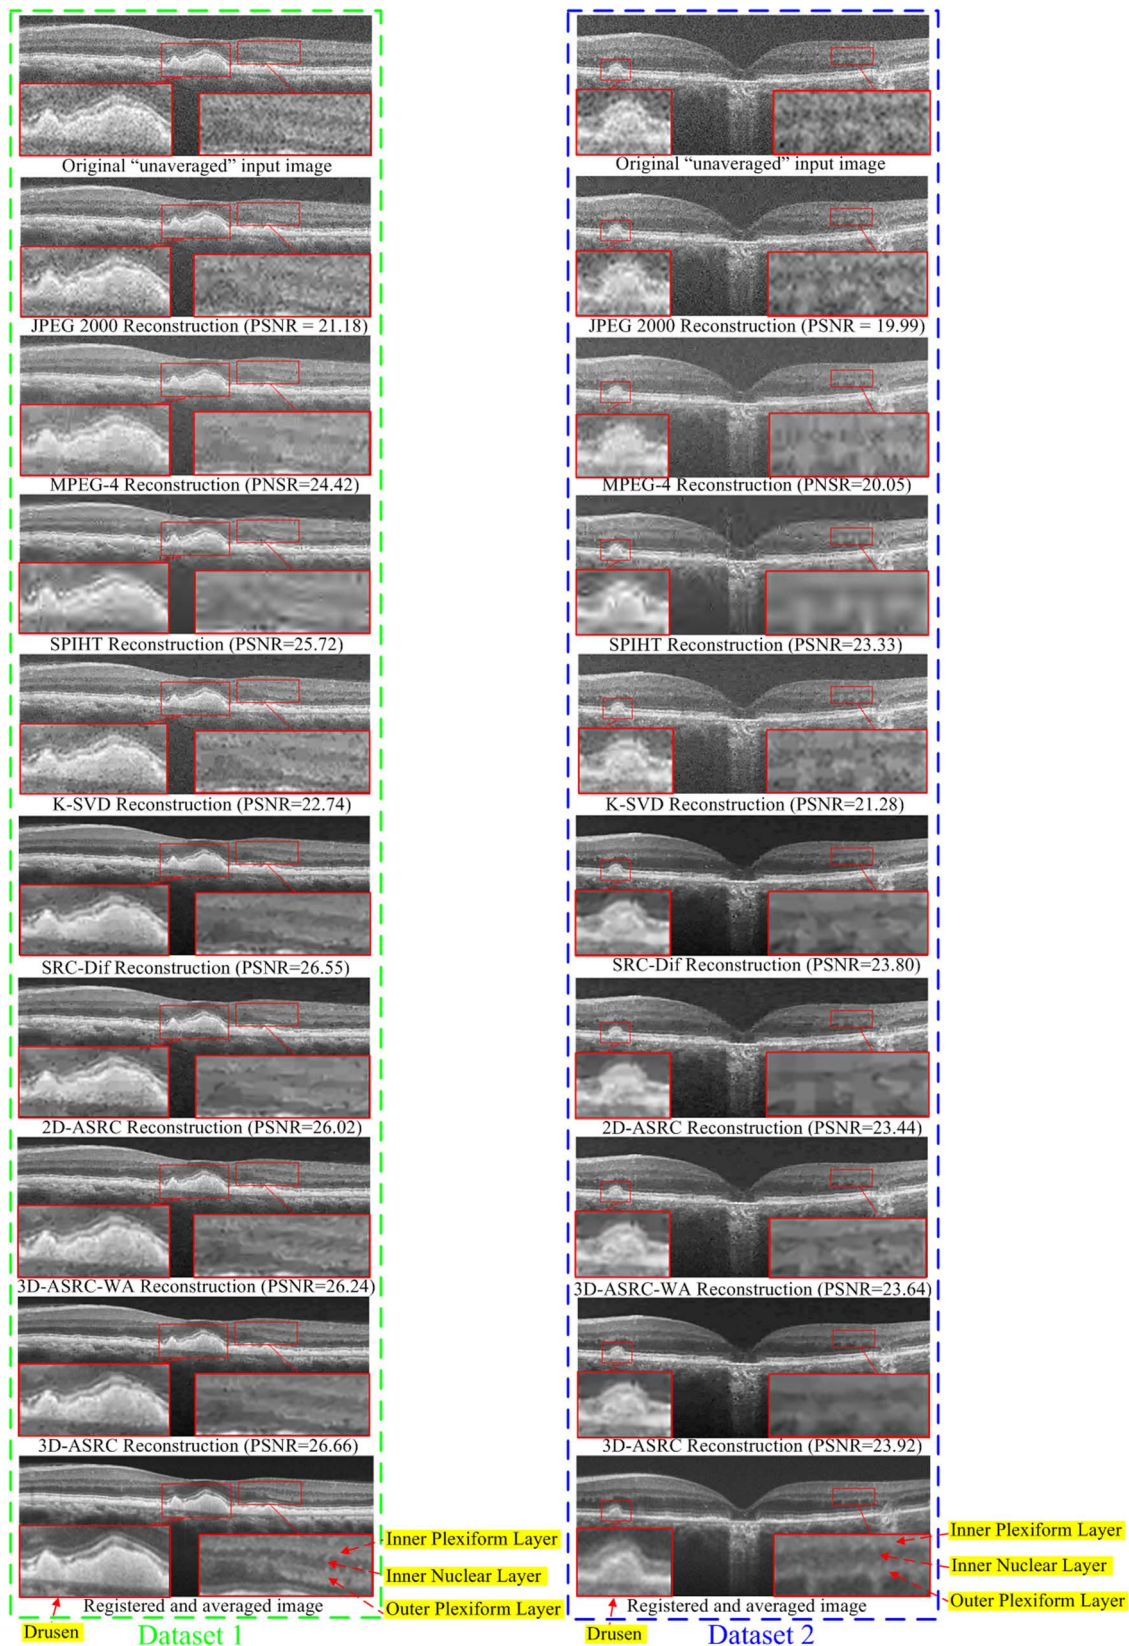 Original “unaveraged” input image
JPEG 2000 Reconstruction (PSNR = 21.18)
MPEG-4 Reconstruction (PNSR=24.42)
SPIHT Reconstruction (PSNR=25.72)
K-SVD Reconstruction (PSNR=22.74)
SRC-Dif Reconstruction (PSNR=26.55)
2D-ASRC Reconstruction (PSNR=26.02)
3D-ASRC-WA Reconstruction (PSNR=26.24)
3D-ASRC Reconstruction (PSNR=26.66)
Inner Plexiform Layer
Inner Nuclear Layer
Outer Plexiform Layer
Registered and averaged image
Drusen
Dataset 1
Original “unaveraged” input image
JPEG 2000 Reconstruction (PSNR = 19.99)
MPEG-4 Reconstruction (PNSR=20.05)
SPIHT Reconstruction (PSNR=23.33)
K-SVD Reconstruction (PSNR=21.28)
SRC-Dif Reconstruction (PSNR=23.80)
2D-ASRC Reconstruction (PSNR=23.44)
3D-ASRC-WA Reconstruction (PSNR=23.64)
3D-ASRC Reconstruction (PSNR=23.92)
Inner Plexiform Layer
Inner Nuclear Layer
Outer Plexiform Layer
Registered and averaged image
Drusen
Dataset 2